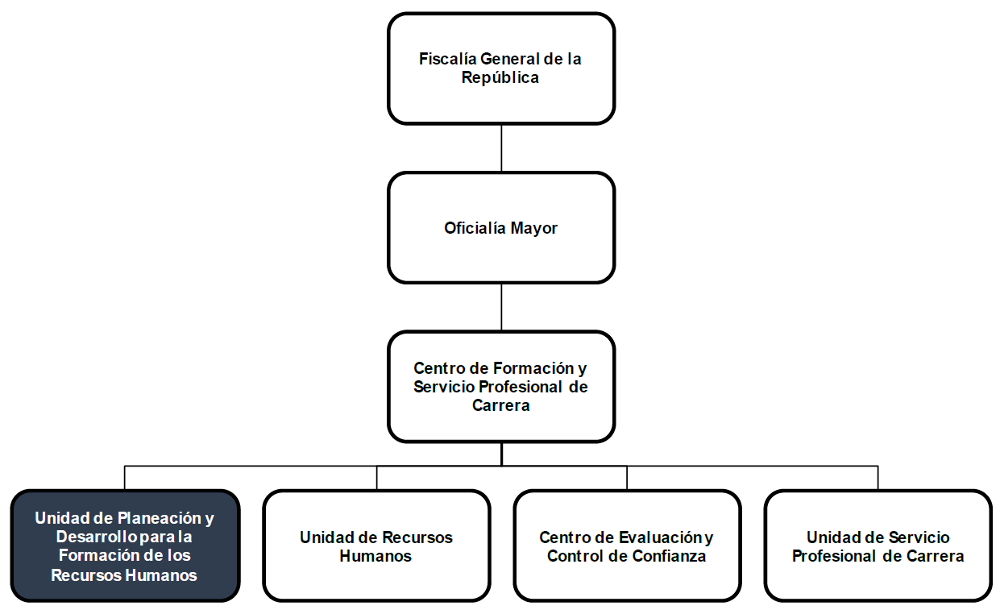 Fiscalía General de la
República
Oficialía Mayor
Centro de Formación y
Servicio Profesional de
Carrera
Unidad de Planeación y
Desarrollo para la
Formación de los
Recursos Humanos
Unidad de Recursos
Humanos
Centro de Evaluación y
Control de Confianza
Unidad de Servicio
Profesional de Carrera